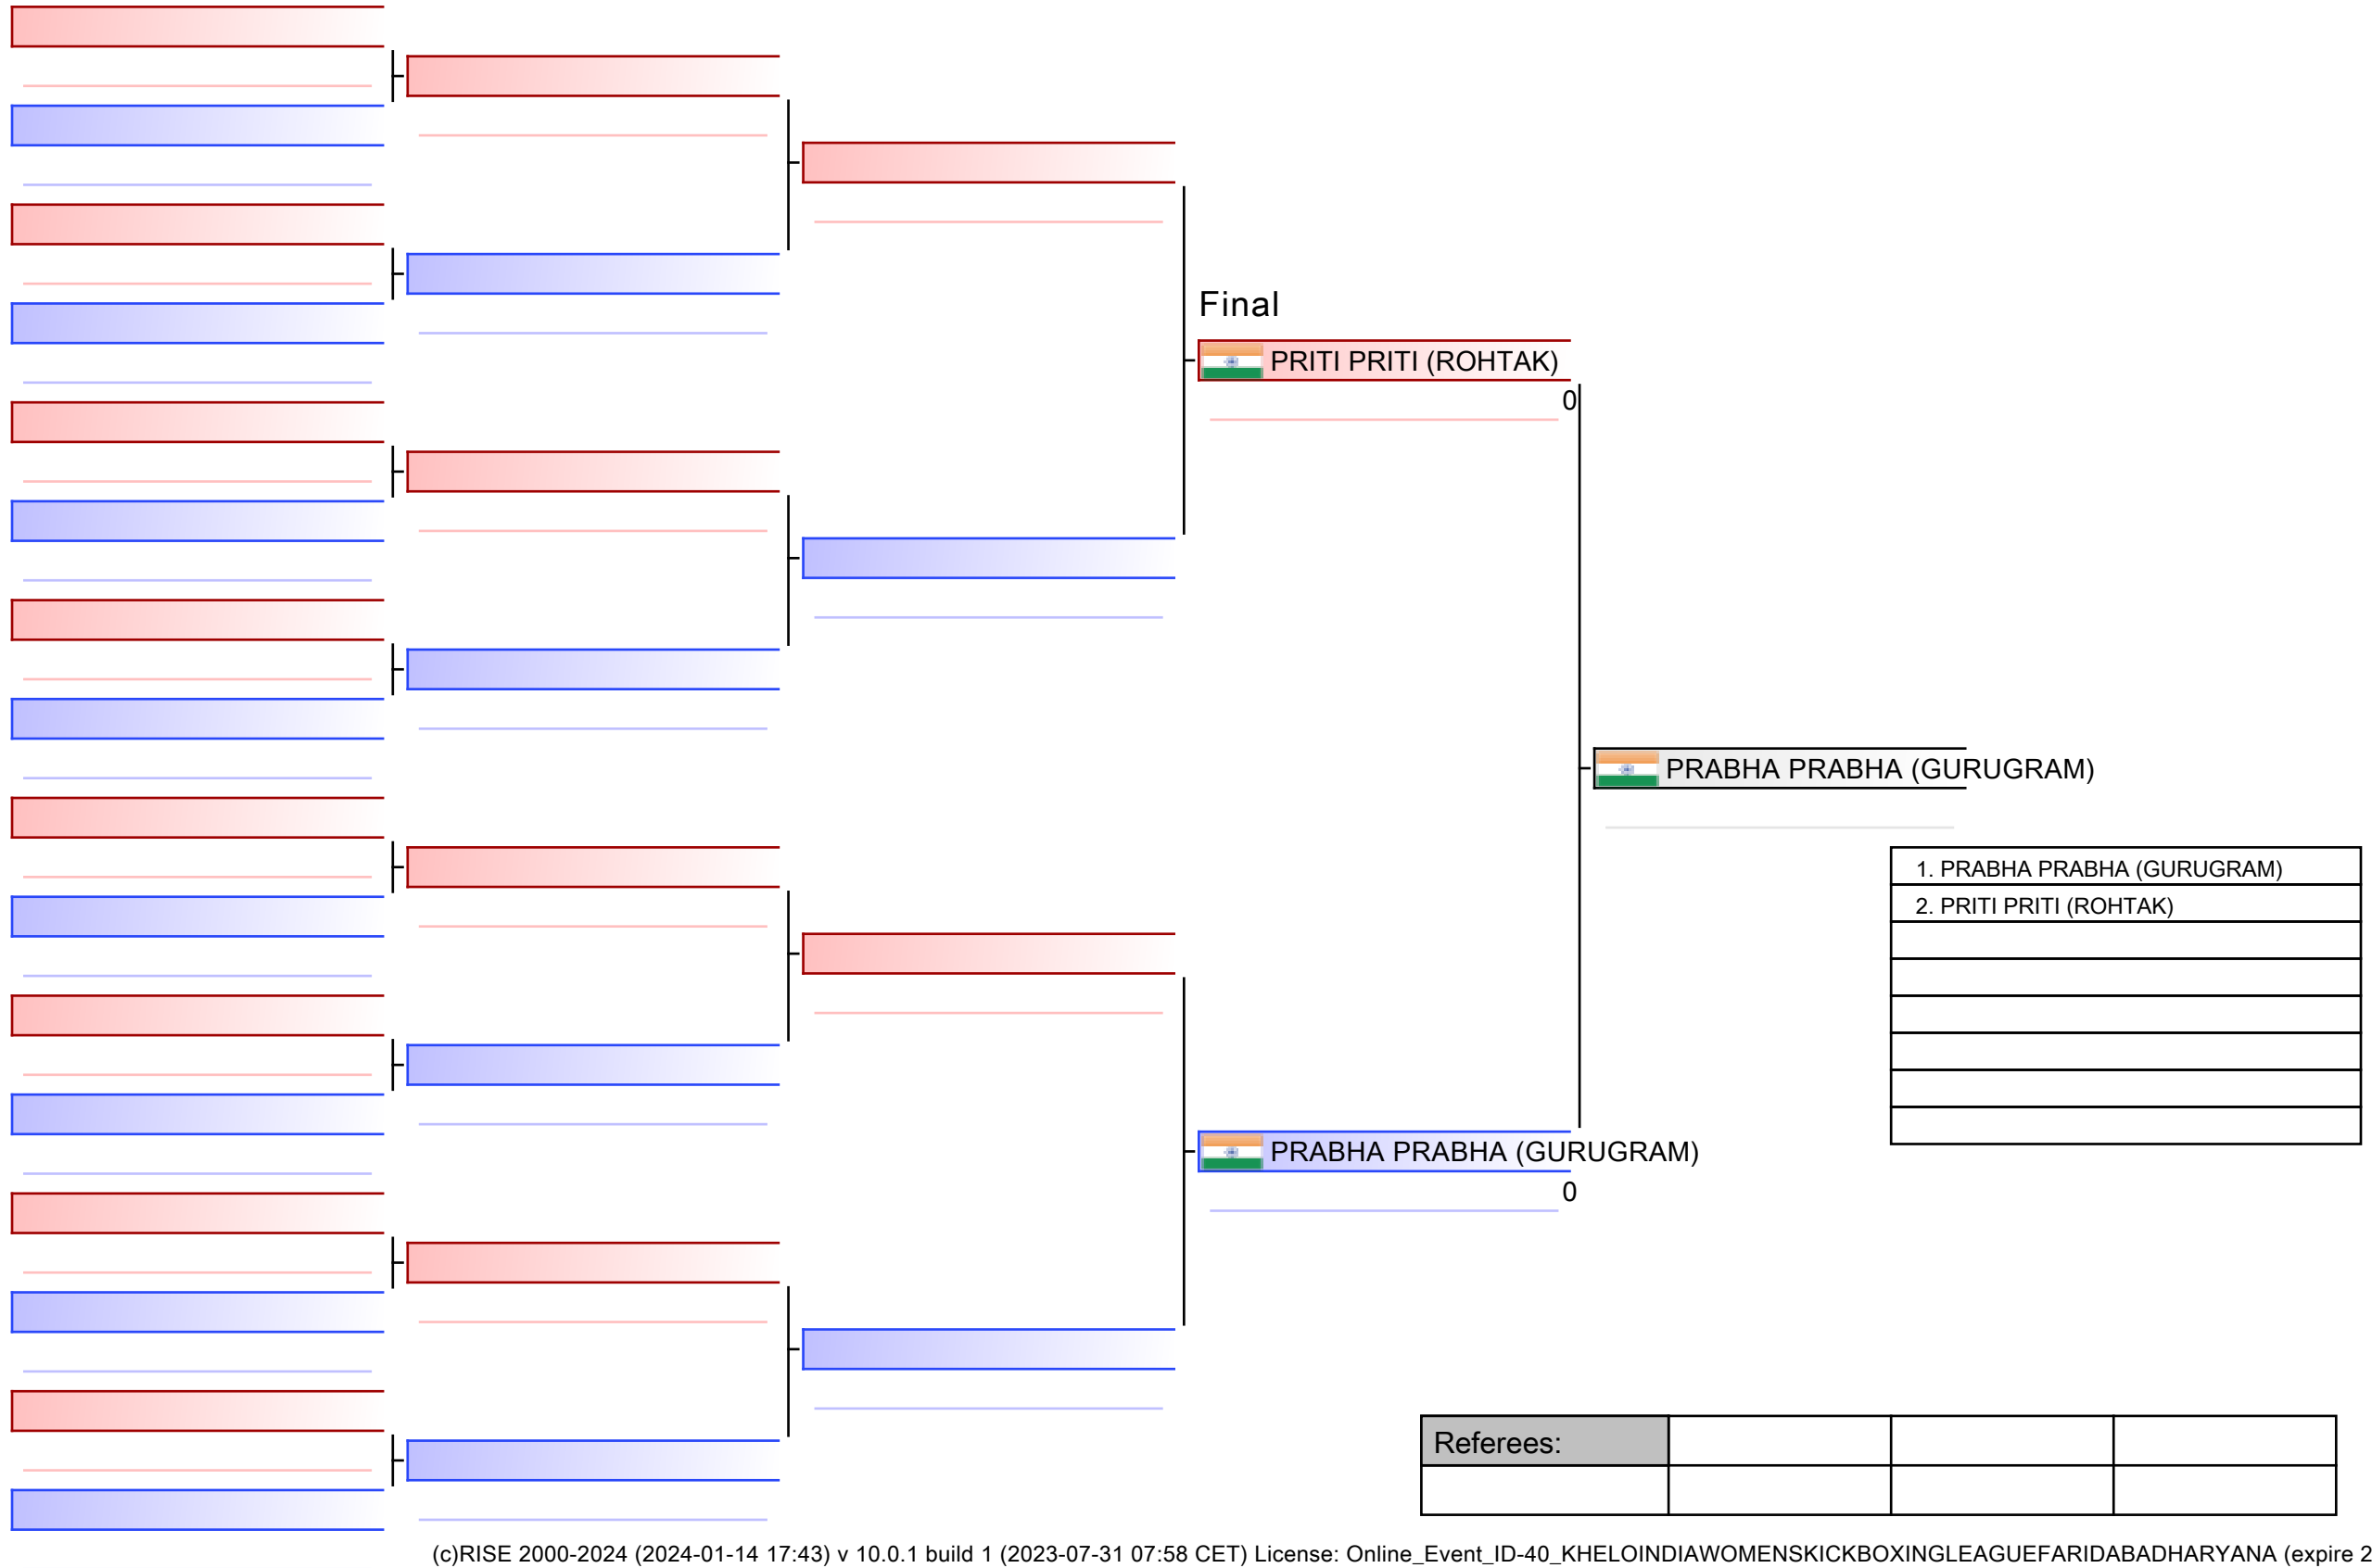 Final
PRITI PRITI (ROHTAK)
0
PRABHA PRABHA (GURUGRAM)
1. PRABHA PRABHA (GURUGRAM)
2. PRITI PRITI (ROHTAK)
PRABHA PRABHA (GURUGRAM)
0
Referees:
(c)RISE 2000-2024 (2024-01-14 17:43) v 10.0.1 build 1 (2023-07-31 07:58 CET) License: Online_Event_ID-40_KHELOINDIAWOMENSKICKBOXINGLEAGUEFARIDABADHARYANA (expire 2